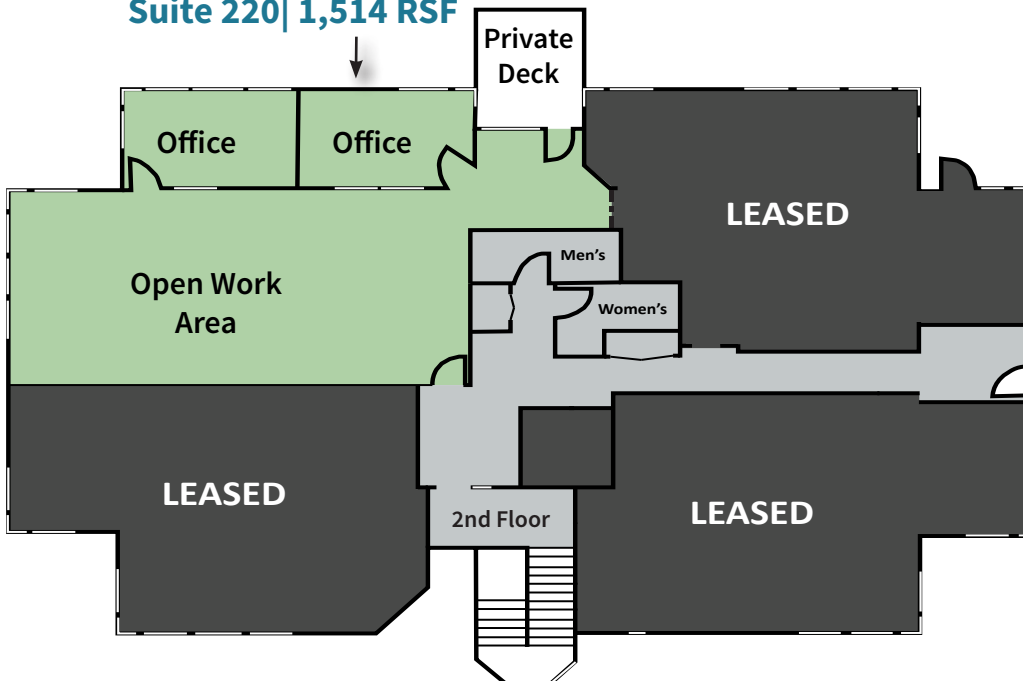 Suite 220| 1,514 RSF
Private
Deck
Office
Office
LEASED
Men's
Open Work
Area
Women's
LEASED
LEASED
2nd Floor